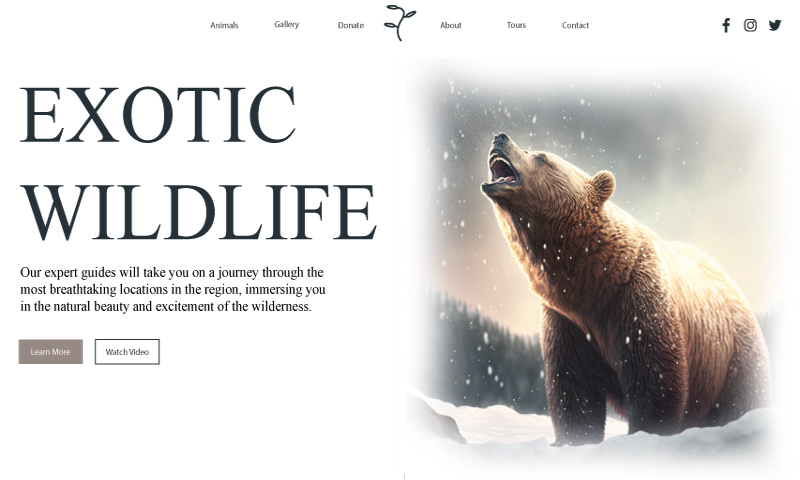 Animals Gallery Donate About Tours Contact
EXOTIC
WILDLIFE
Our expert guides will take you on a journey through the
most breathtaking locations in the region, immersing you
in the natural beauty and excitement of the wilderness.
Learn More Watch Video